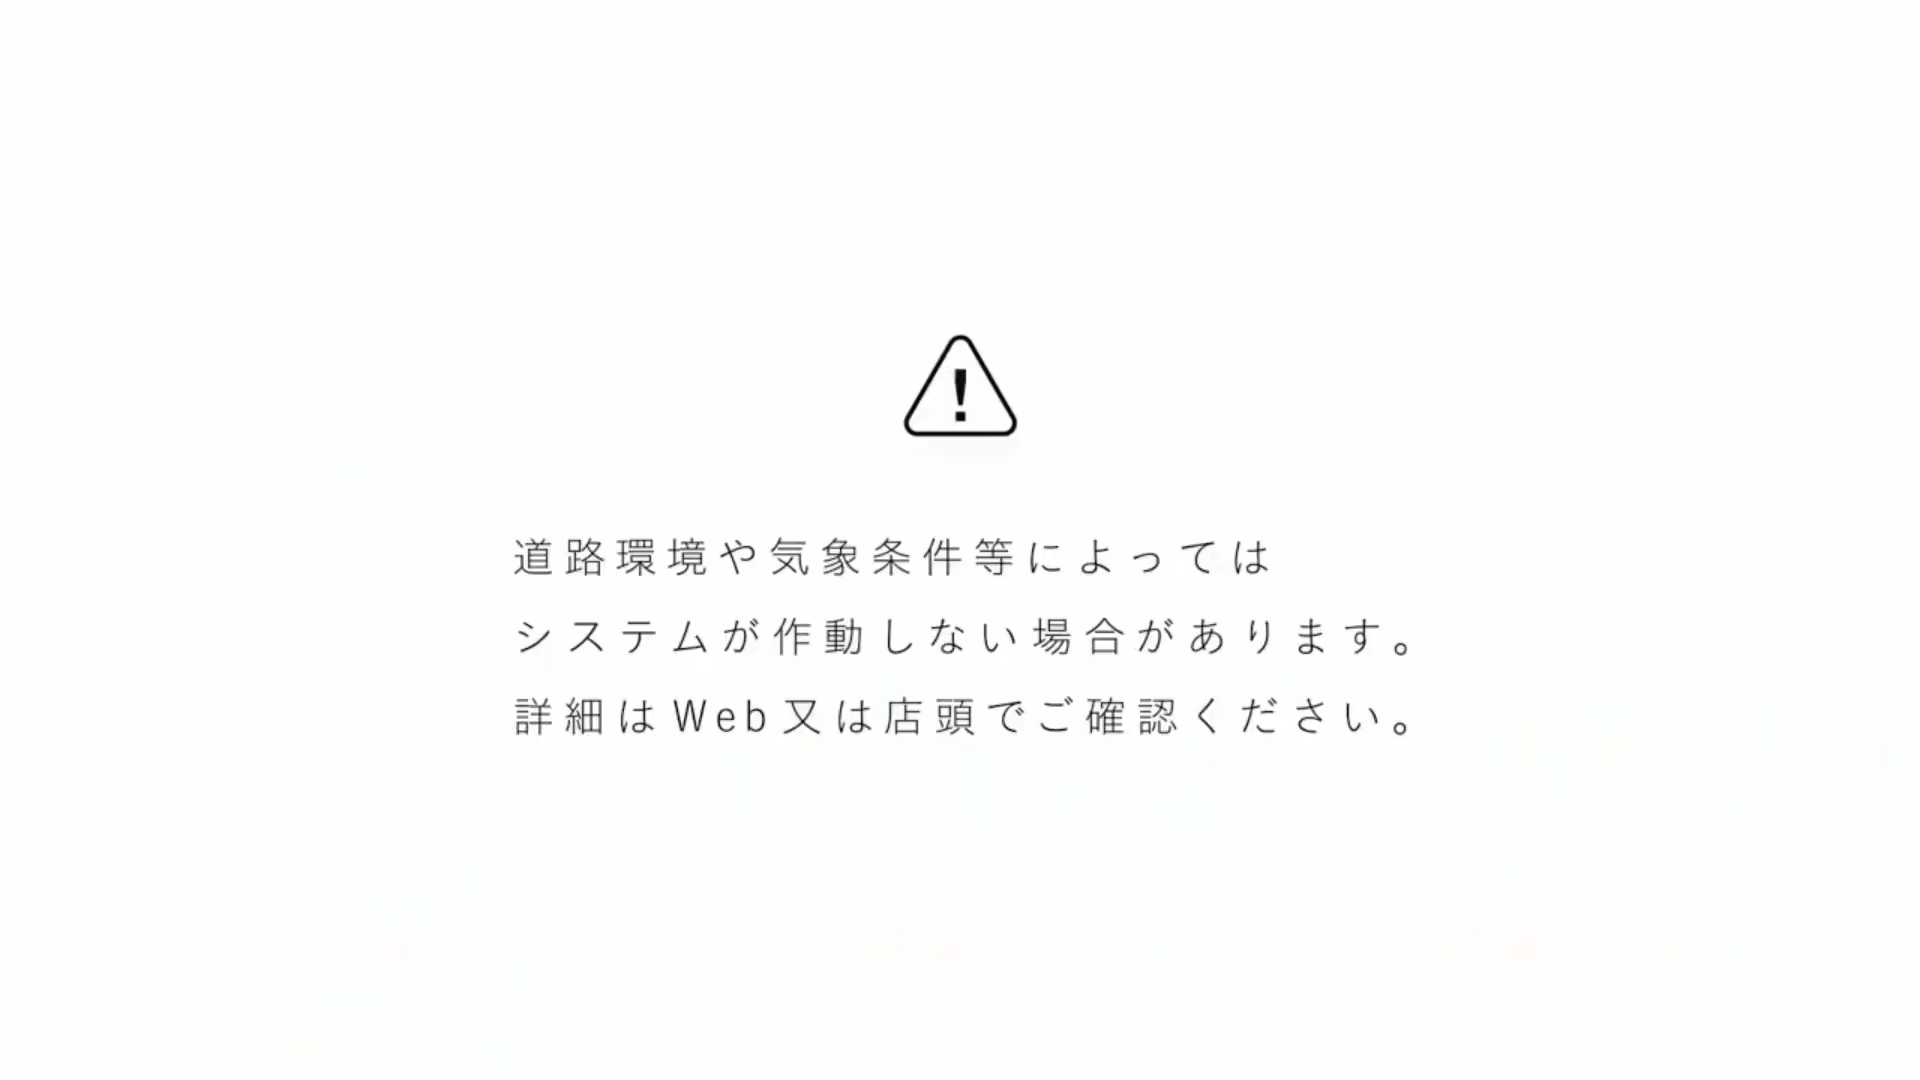 道路環境や気象条件等によっては
システムが作動しない場合があります。
詳細はWeb又は店頭でご確認ください。